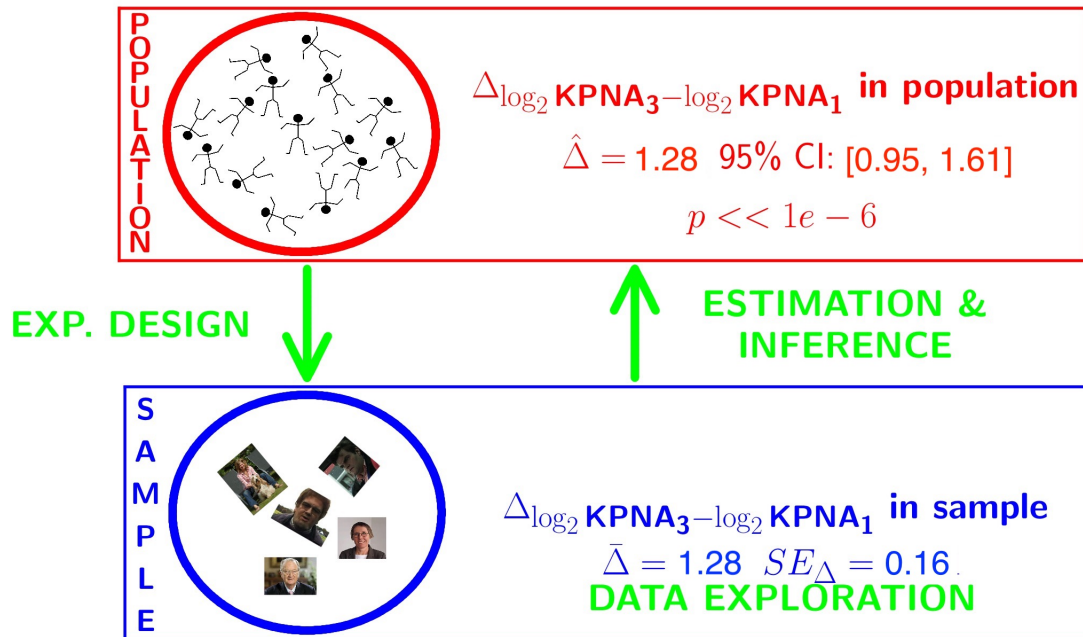 POPULATION
Δlog₂ KPNA₃−log₂ KPNA₁ in population
Δ̂ = 1.28 95% CI: [0.95, 1.61]
p << 1e − 6
EXP. DESIGN
ESTIMATION &
INFERENCE
SAMPLE
Δlog₂ KPNA₃−log₂ KPNA₁ in sample
Δ̄ = 1.28 SE_Δ = 0.16 .
DATA EXPLORATION